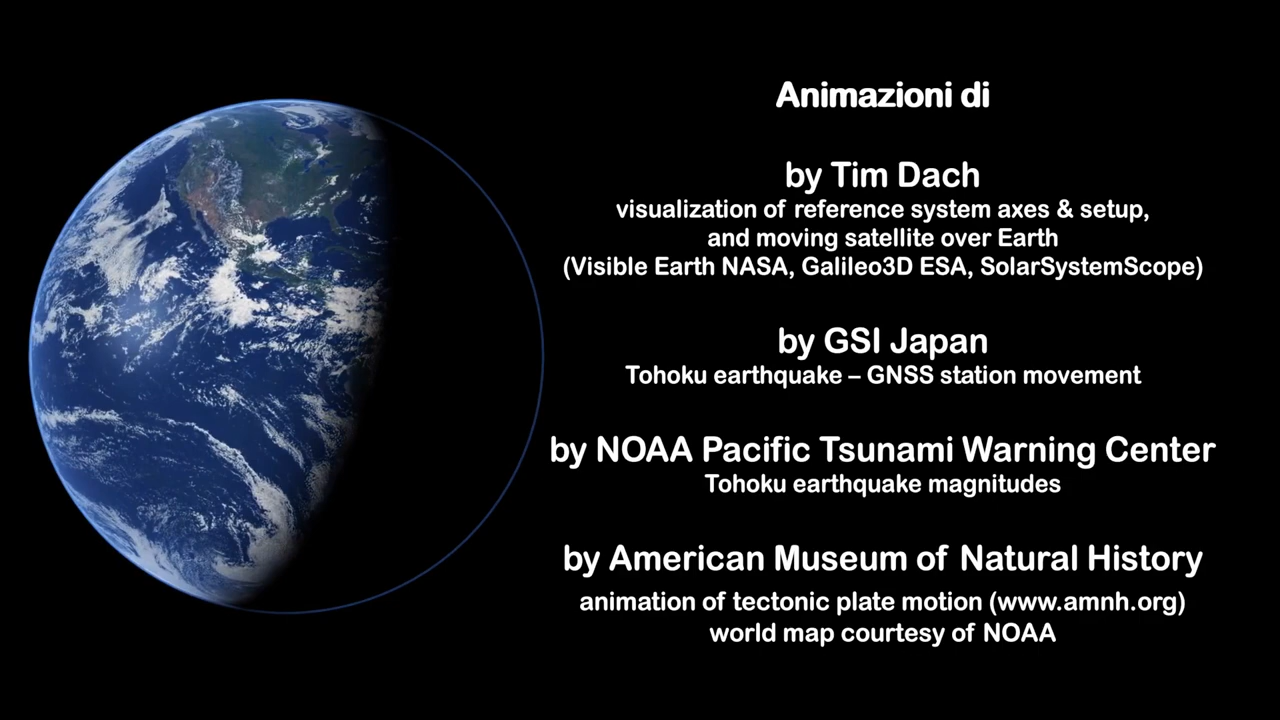 Animazioni di
by Tim Dach
visualization of reference system axes & setup,
and moving satellite over Earth
(Visible Earth NASA, Galileo3D ESA, SolarSystemScope)
by GSI Japan
Tohoku earthquake – GNSS station movement
by NOAA Pacific Tsunami Warning Center
Tohoku earthquake magnitudes
by American Museum of Natural History
animation of tectonic plate motion (www.amnh.org)
world map courtesy of NOAA